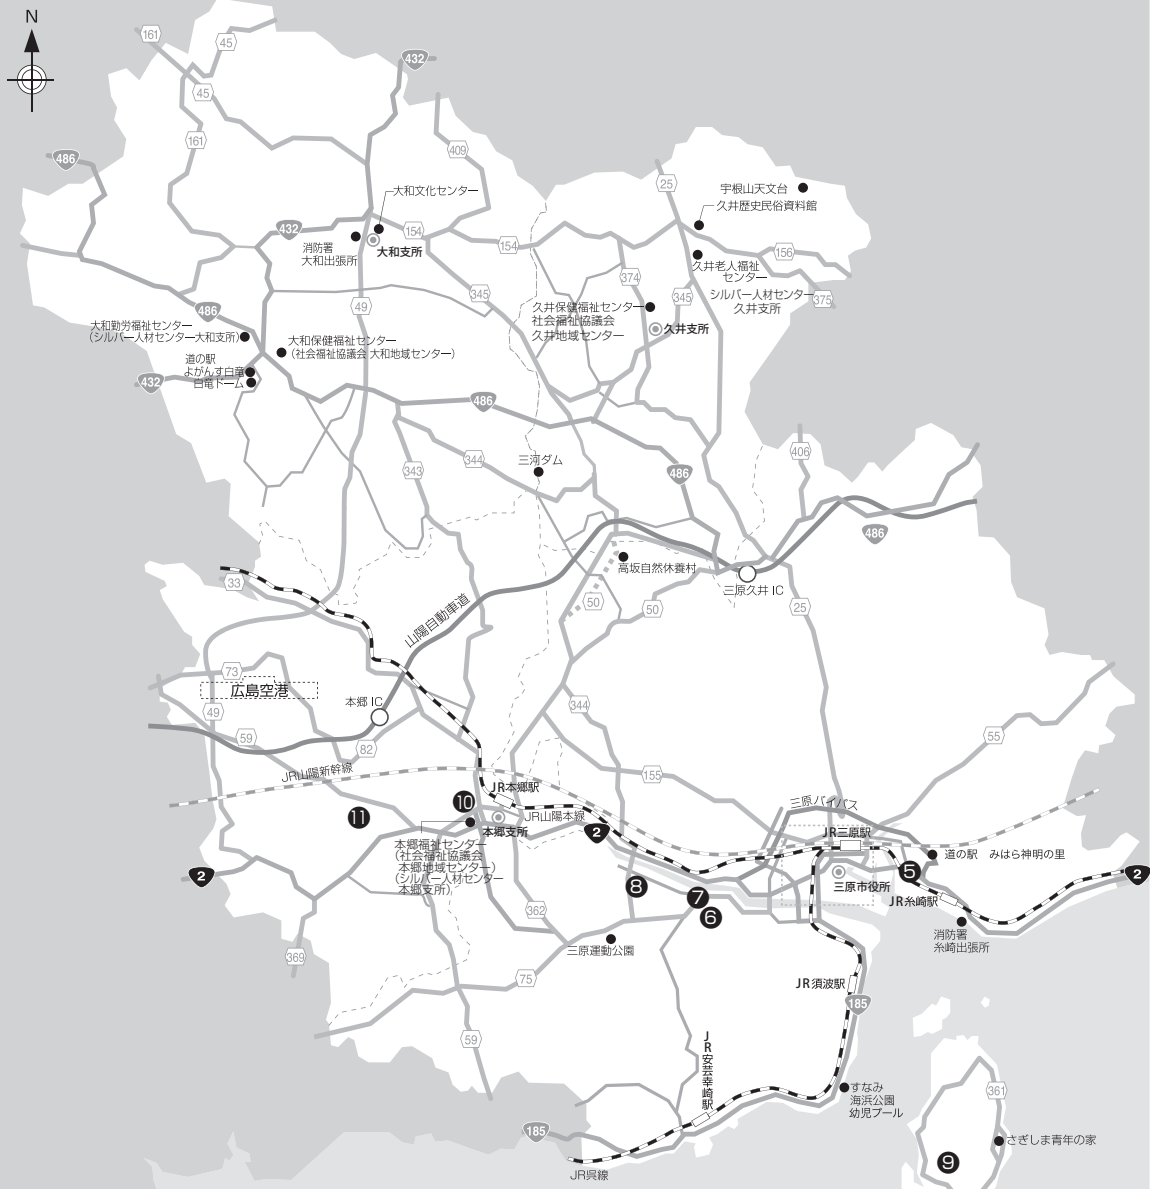 N
161
45
432
45
161
486
409
25
宇根山天文台
大和文化センター
久井歴史民俗資料館
432
154
消防署
大和出張所
大和支所
154
156
久井老人福祉
センター
374
345
345
シルバー人材センター
久井支所
375
49
久井保健福祉センター
社会福祉協議会
久井地域センター
久井支所
486
大和勤労福祉センター
（シルバー人材センター大和支所）
大和保健福祉センター
（社会福祉協議会 大和地域センター）
道の駅
よがんす白竜
白竜ドーム
432
486
406
343
344
三河ダム
486
486
高坂自然休養村
三原久井 IC
33
50
50
25
山陽自動車道
73
広島空港
本郷 IC
49
344
59
82
55
JR山陽新幹線
155
JR本郷駅
⑩
⑪
JR山陽本線
三原バイパス
本郷支所
2
JR三原駅
本郷福祉センター
（社会福祉協議会
本郷地域センター）
（シルバー人材センター
本郷支所）
道の駅 みはら神明の里
2
⑤
2
⑧
三原市役所
⑦
JR糸崎駅
⑥
362
消防署
糸崎出張所
三原運動公園
369
75
JR須波駅
185
59
JR安芸幸崎駅
すなみ
海浜公園
幼児プール
361
185
さぎしま青年の家
⑨
JR呉線